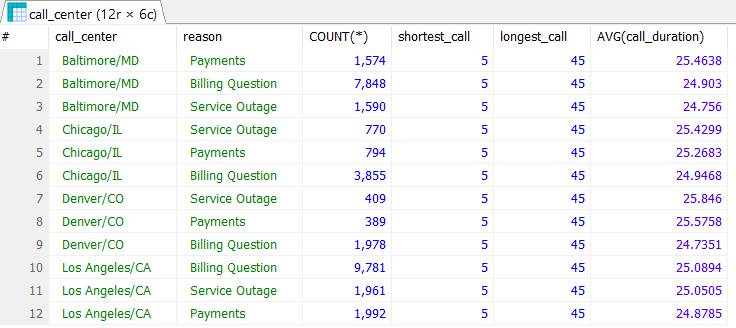 call_center (12r × 6c)
# call_center reason COUNT(*) shortest_call longest_call AVG(call_duration)
1 Baltimore/MD Payments 1,574 5 45 25.4638
2 Baltimore/MD Billing Question 7,848 5 45 24.903
3 Baltimore/MD Service Outage 1,590 5 45 24.756
4 Chicago/IL Service Outage 770 5 45 25.4299
5 Chicago/IL Payments 794 5 45 25.2683
6 Chicago/IL Billing Question 3,855 5 45 24.9468
7 Denver/CO Service Outage 409 5 45 25.846
8 Denver/CO Payments 389 5 45 25.5758
9 Denver/CO Billing Question 1,978 5 45 24.7351
10 Los Angeles/CA Billing Question 9,781 5 45 25.0894
11 Los Angeles/CA Service Outage 1,961 5 45 25.0505
12 Los Angeles/CA Payments 1,992 5 45 24.8785